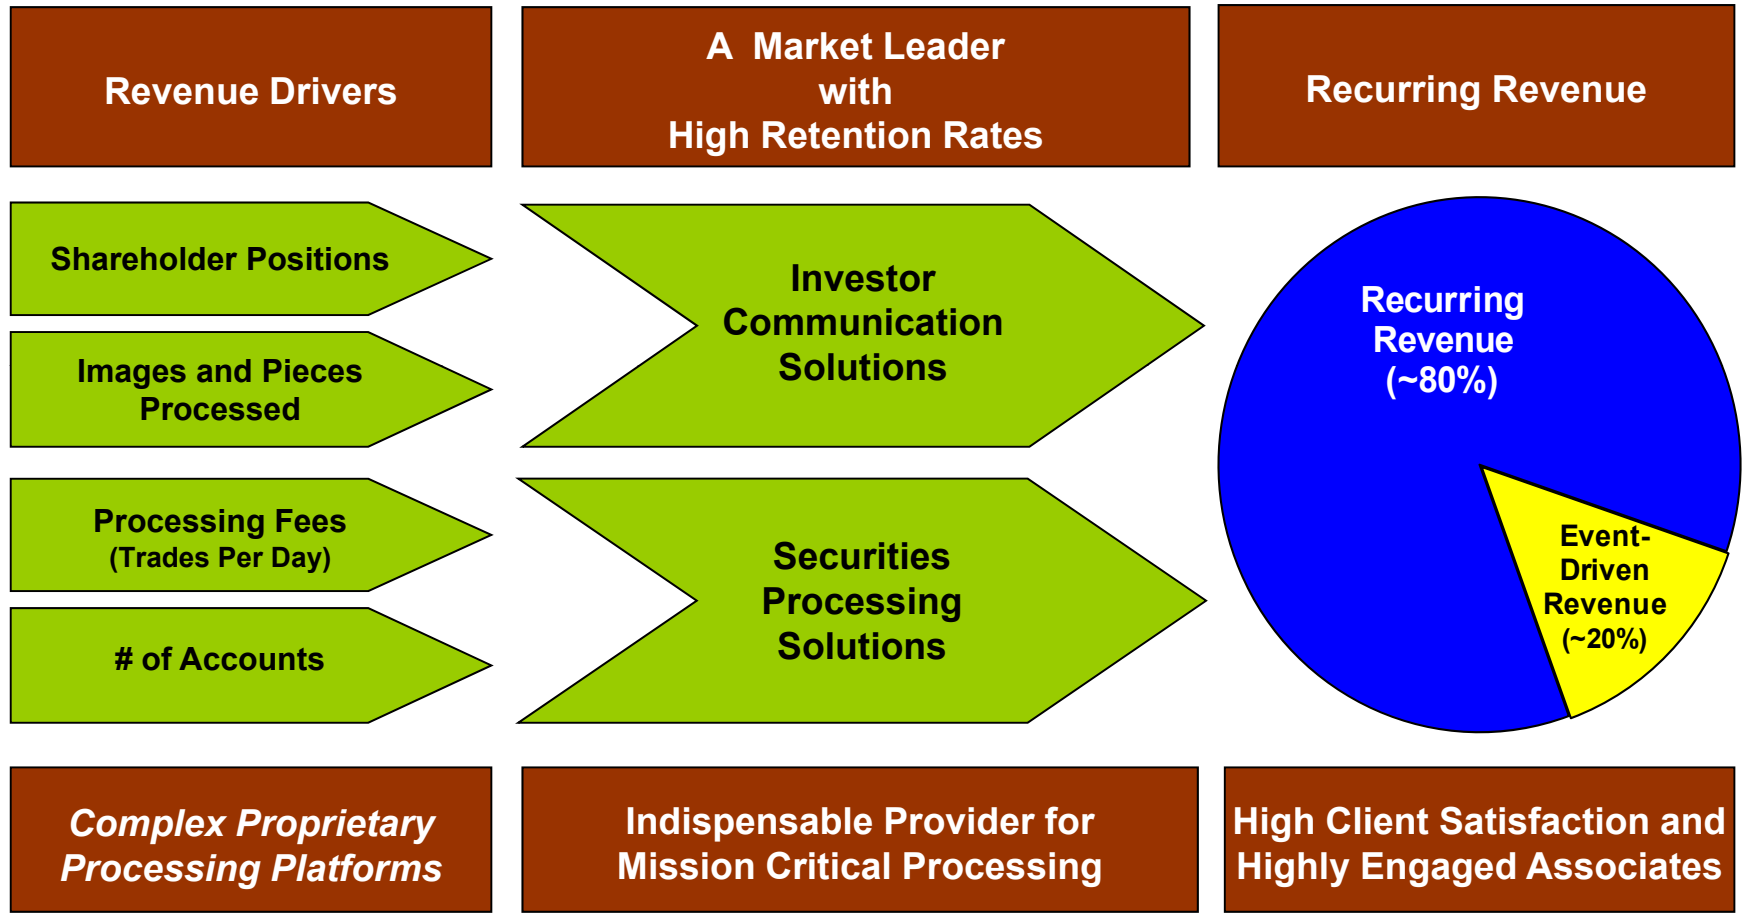 Revenue Drivers
A Market Leader
with
High Retention Rates
Recurring Revenue
Shareholder Positions
Images and Pieces
Processed
Processing Fees
(Trades Per Day)
# of Accounts
Investor
Communication
Solutions
Securities
Processing
Solutions
Recurring
Revenue
(~80%)
Event-
Driven
Revenue
(~20%)
Complex Proprietary
Processing Platforms
Indispensable Provider for
Mission Critical Processing
High Client Satisfaction and
Highly Engaged Associates